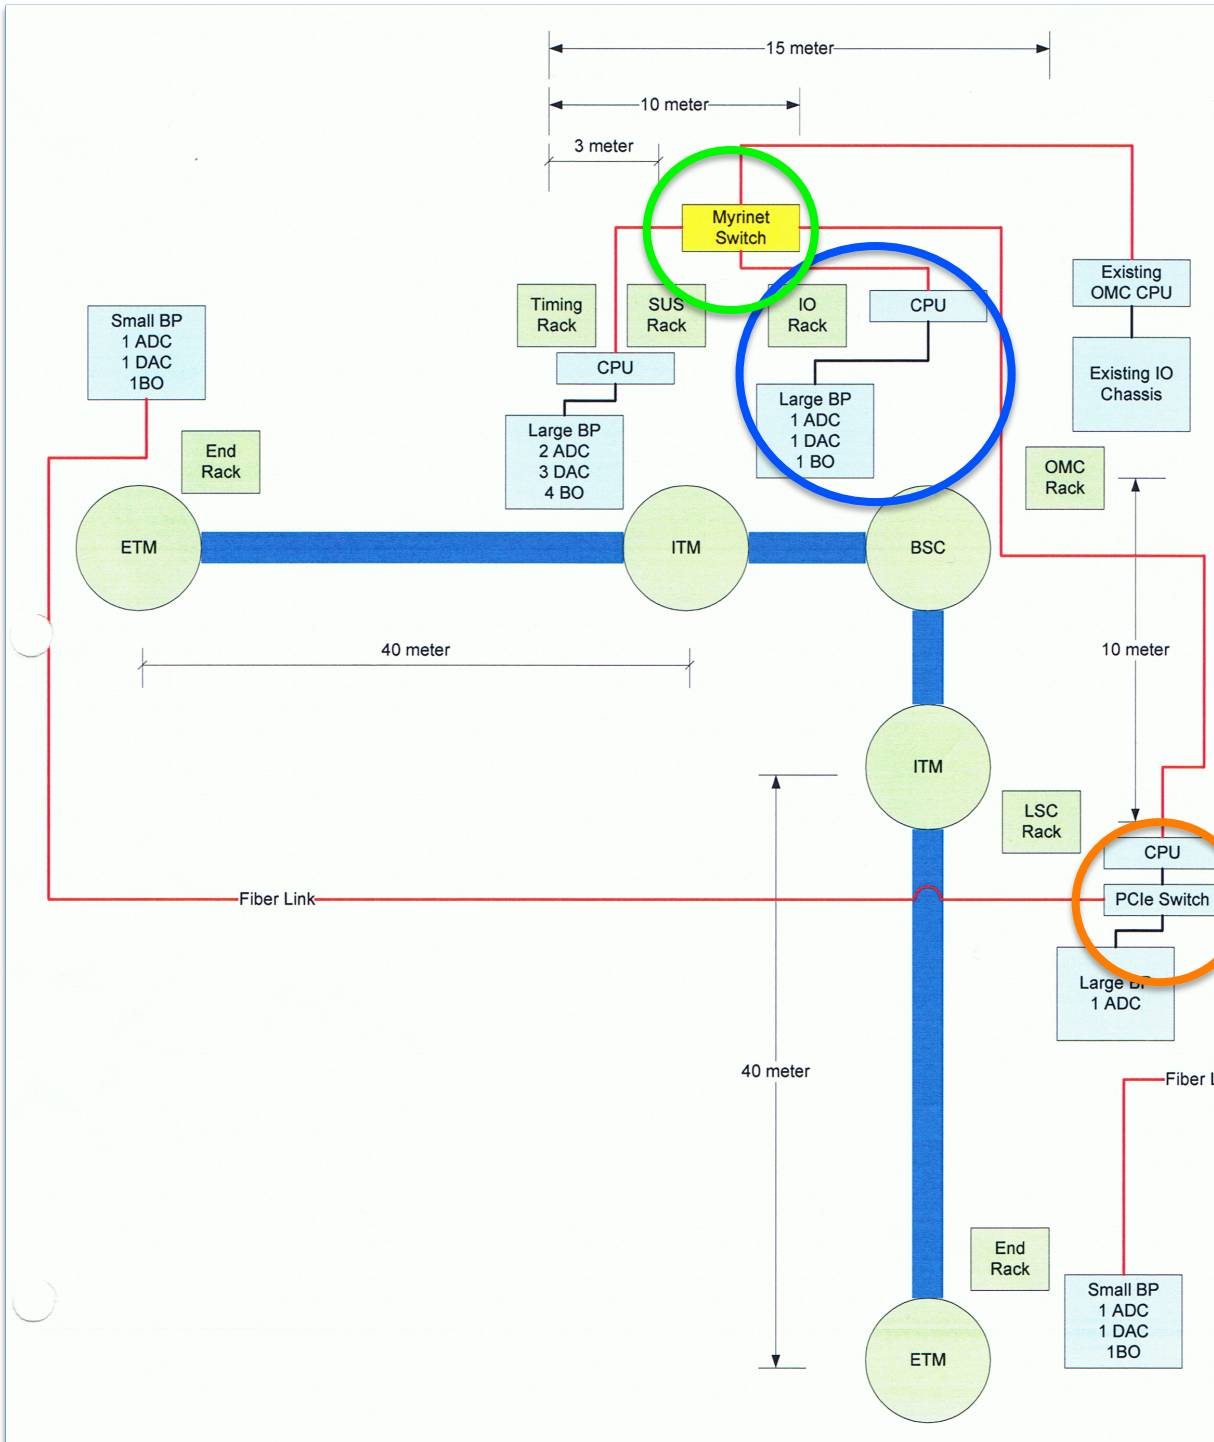 15 meter
10 meter
3 meter
Myrinet
Switch
Existing
OMC CPU
Timing
Rack
SUS
Rack
IO
Rack
CPU
Small BP
1 ADC
1 DAC
1BO
CPU
Existing IO
Chassis
Large BP
1 ADC
1 DAC
1 BO
Large BP
2 ADC
3 DAC
4 BO
End
Rack
OMC
Rack
ETM
ITM
BSC
40 meter
10 meter
ITM
LSC
Rack
CPU
PCIe Switch
Fiber Link
Large BP
1 ADC
40 meter
Fiber L
End
Rack
Small BP
1 ADC
1 DAC
1BO
ETM